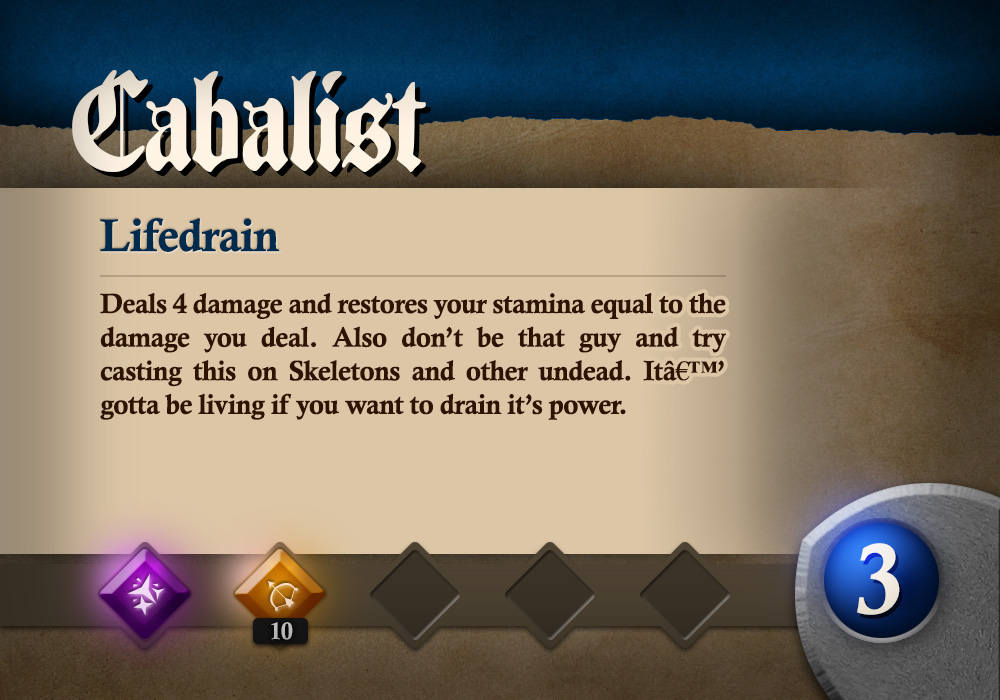 Cabalist
Lifedrain
Deals 4 damage and restores your stamina equal to the
damage you deal. Also don’t be that guy and try
casting this on Skeletons and other undead. Itâ€™’
gotta be living if you want to drain it’s power.
10
3